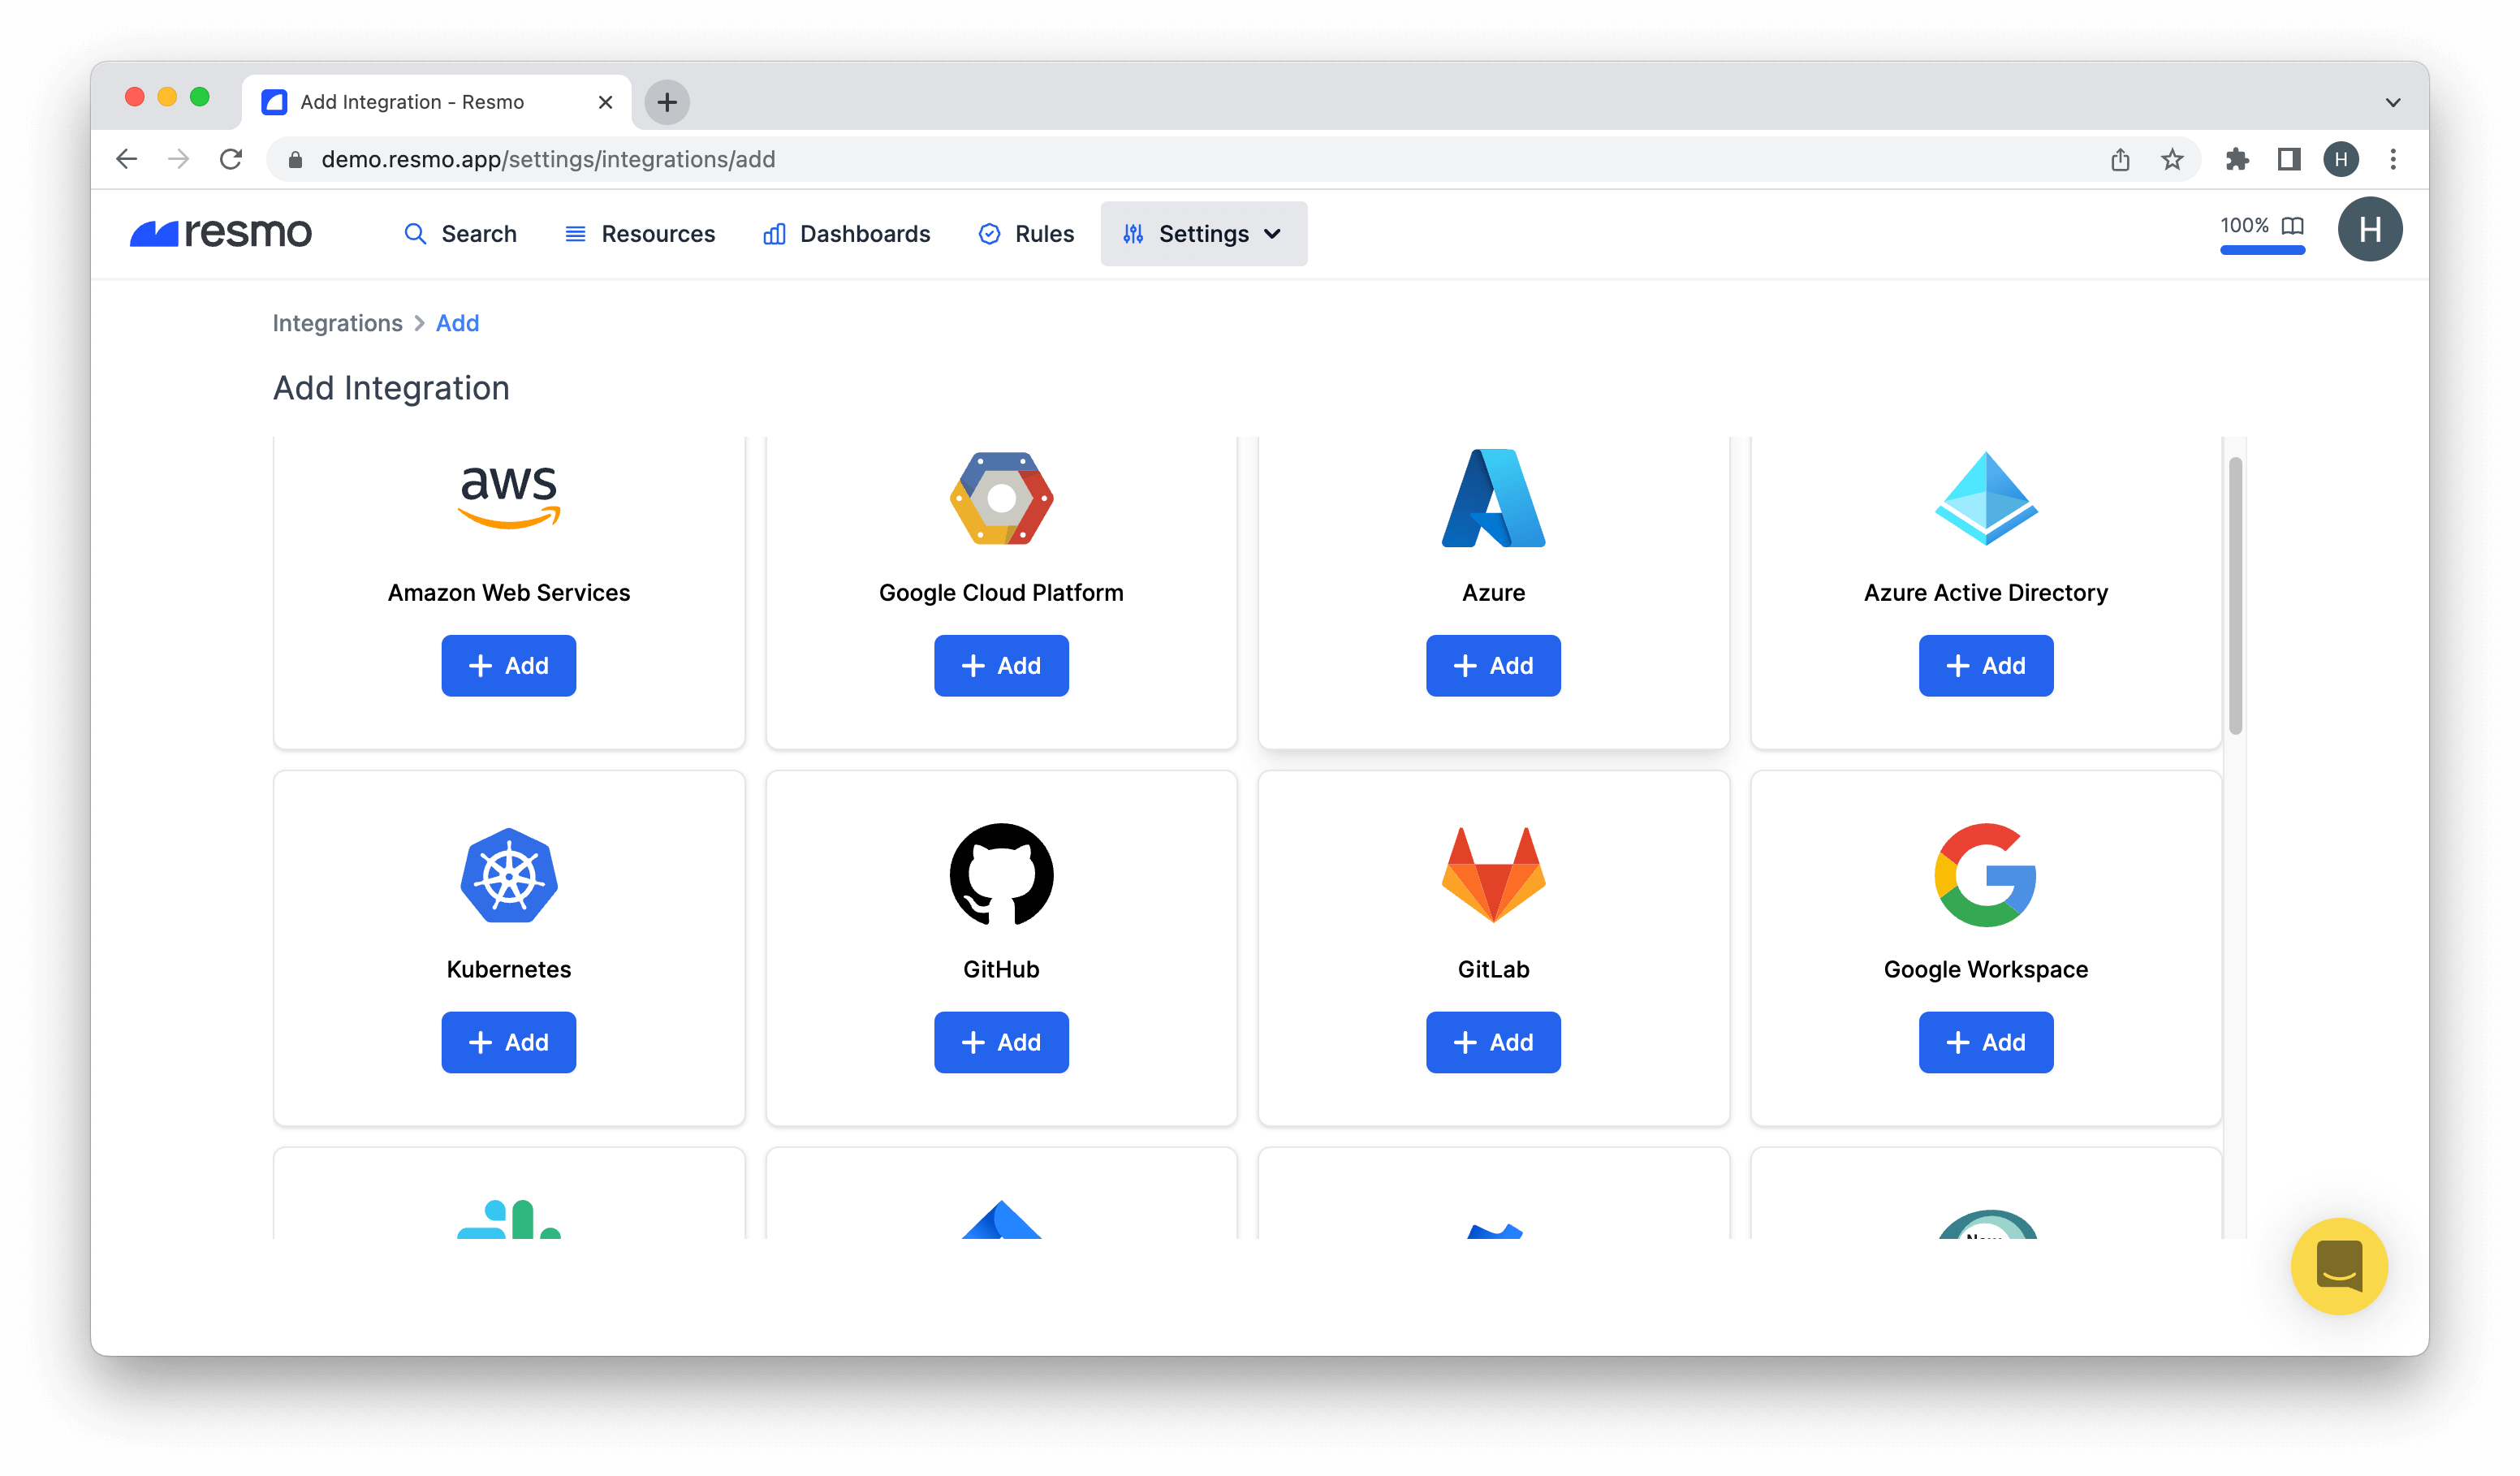 Add Integration - Resmo
demo.resmo.app/settings/integrations/add
H
resmo
Search
Resources
Dashboards
Rules
Settings
100%
H
Integrations > Add
Add Integration
aws
Amazon Web Services
Google Cloud Platform
Azure
Azure Active Directory
+ Add
+ Add
+ Add
+ Add
Kubernetes
GitHub
GitLab
Google Workspace
+ Add
+ Add
+ Add
+ Add